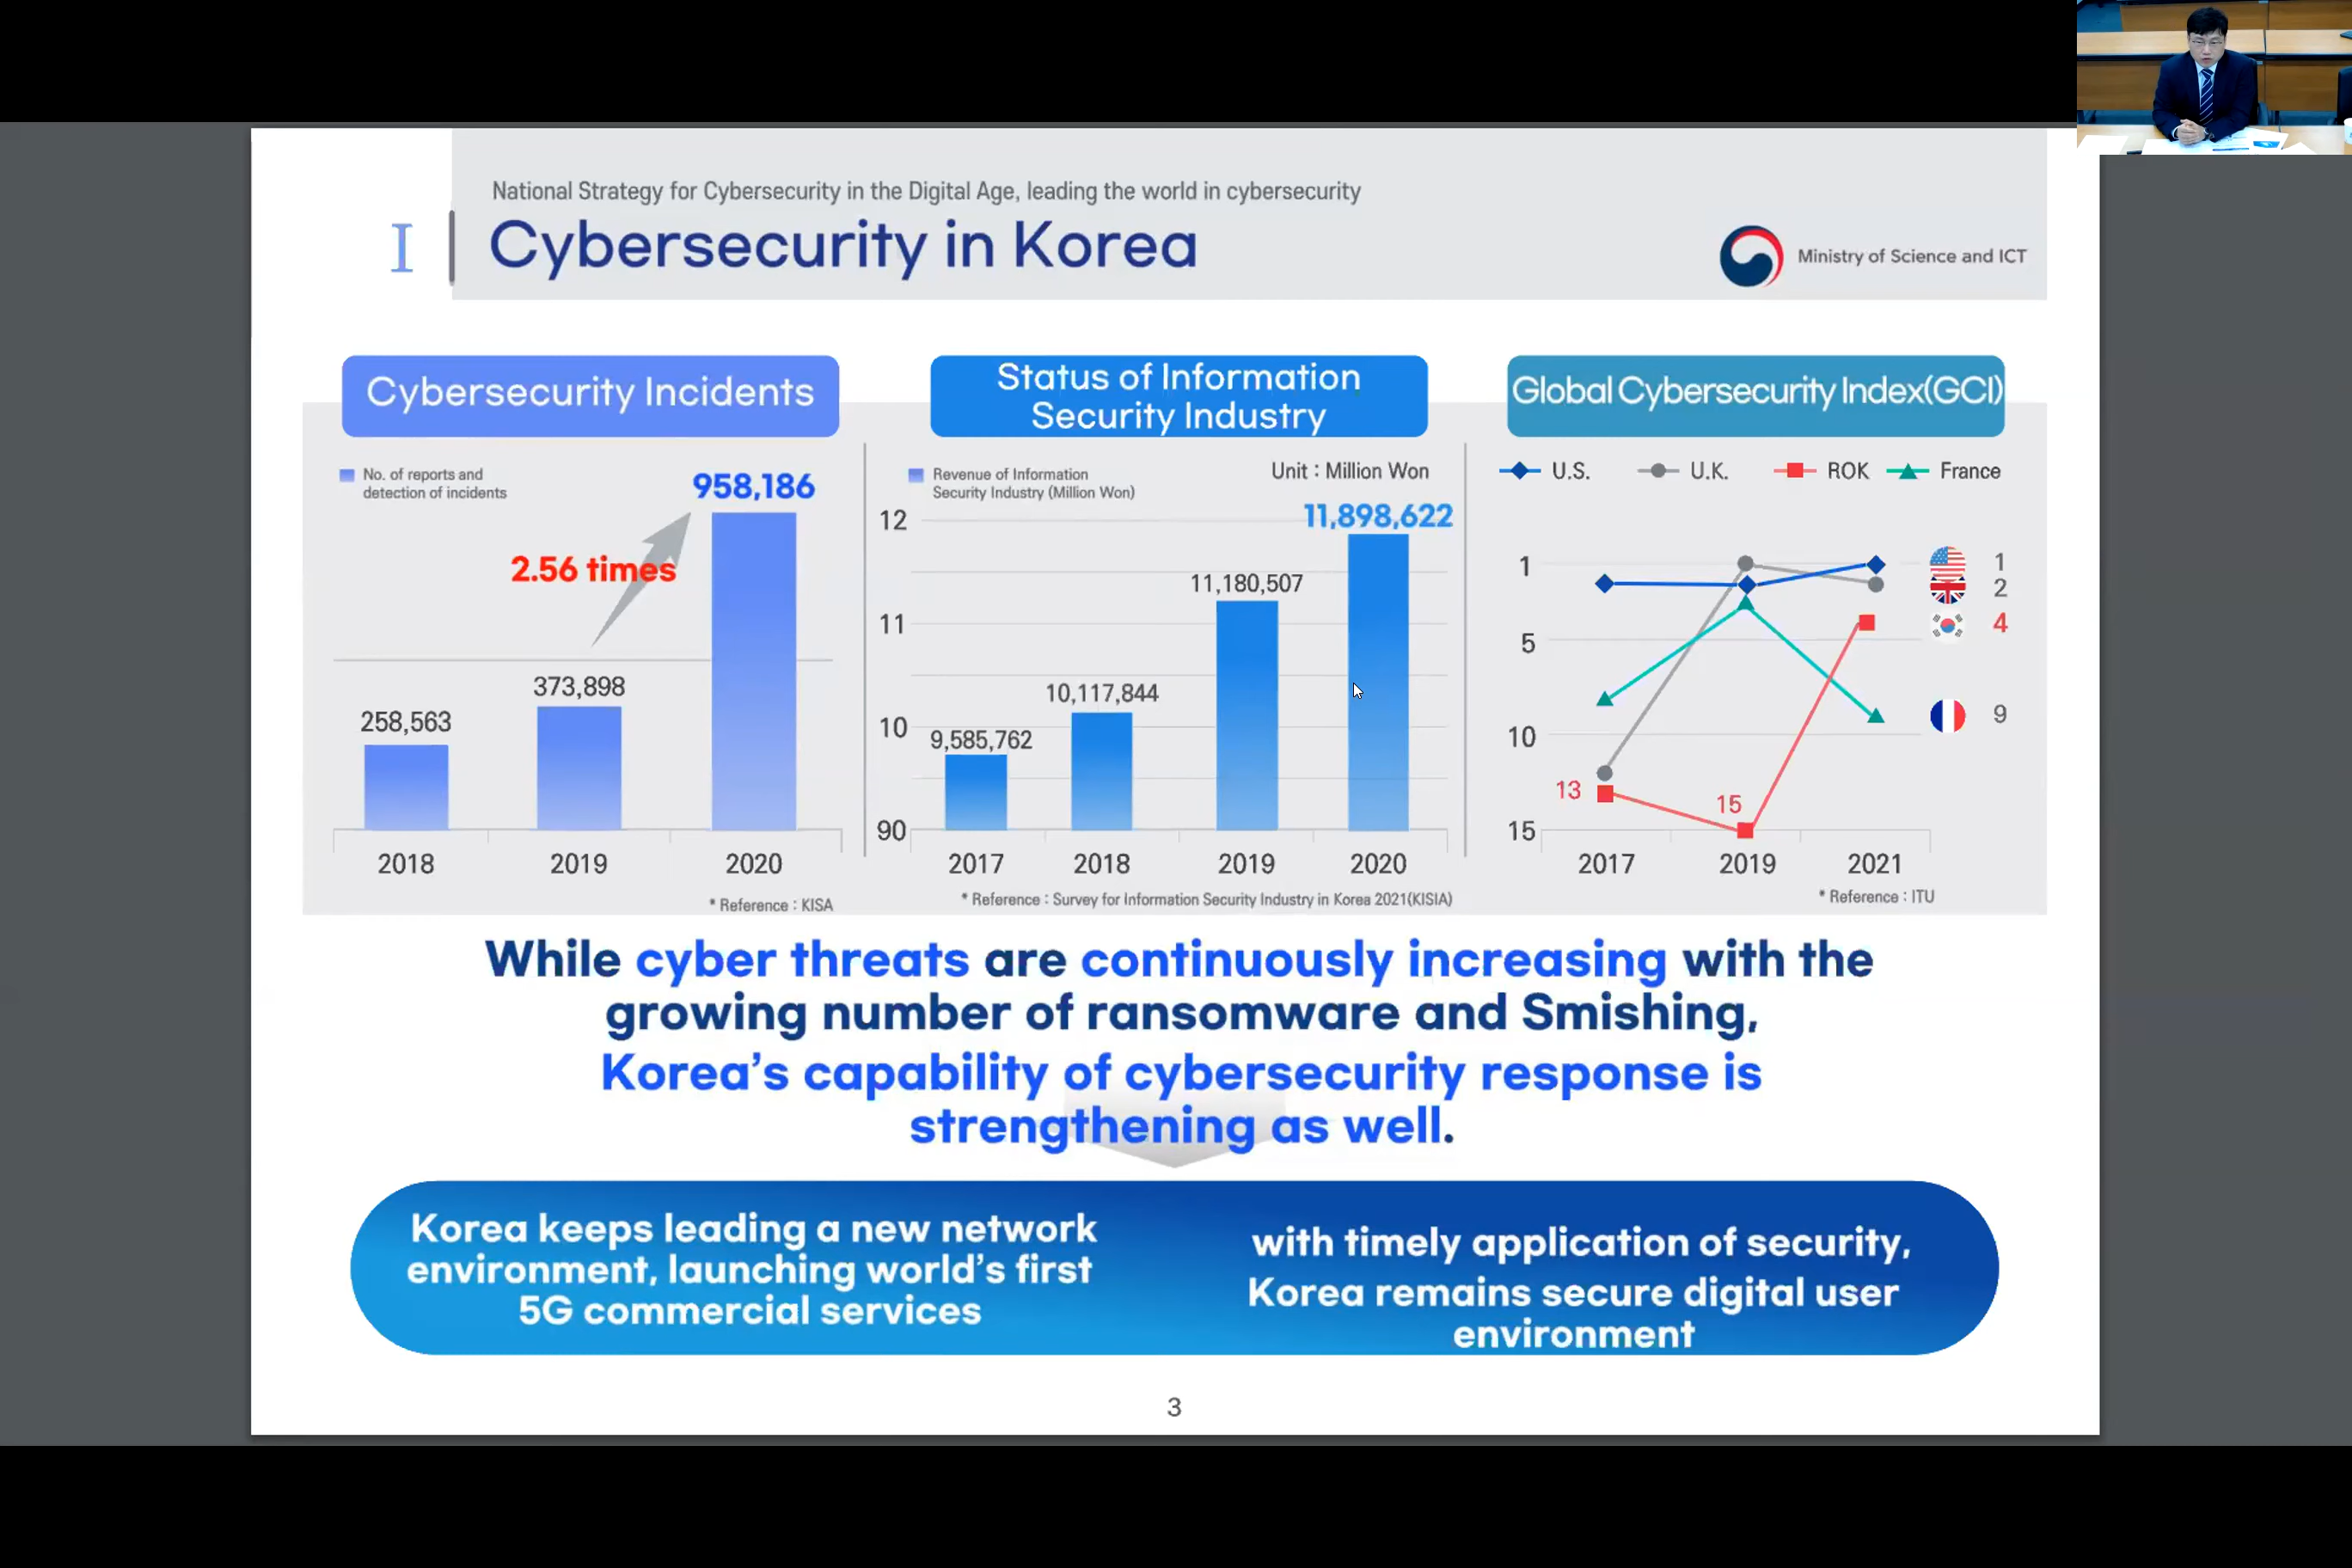 National Strategy for Cybersecurity in the Digital Age, leading the world in cybersecurity
I
Cybersecurity in Korea
Ministry of Science and ICT
Cybersecurity Incidents
No. of reports and
detection of incidents
958,186
2.56 times
373,898
258,563
2018 2019 2020
* Reference : KISA
Status of Information
Security Industry
Revenue of Information
Security Industry (Million Won)
Unit : Million Won
12
11,898,622
11,180,507
11
10,117,844
10
9,585,762
90
2017 2018 2019 2020
* Reference : Survey for Information Security Industry in Korea 2021(KISIA)
Global Cybersecurity Index(GCI)
U.S. U.K. ROK France
1
1
2
4
5
9
10
13
15
15
2017 2019 2021
* Reference : ITU
While cyber threats are continuously increasing with the
growing number of ransomware and Smishing,
Korea's capability of cybersecurity response is
strengthening as well.
Korea keeps leading a new network
environment, launching world's first
5G commercial services
with timely application of security,
Korea remains secure digital user
environment
3